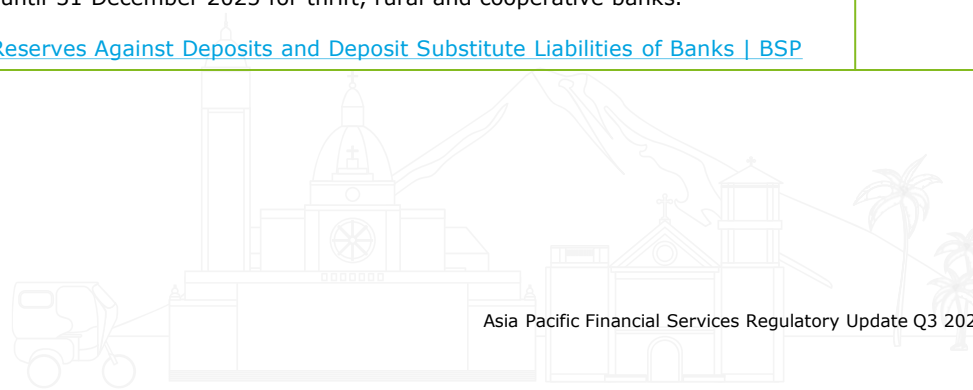 until 31 December 2025 for thrift, rural and cooperative banks.
Reserves Against Deposits and Deposit Substitute Liabilities of Banks | BSP
Asia Pacific Financial Services Regulatory Update Q3 202